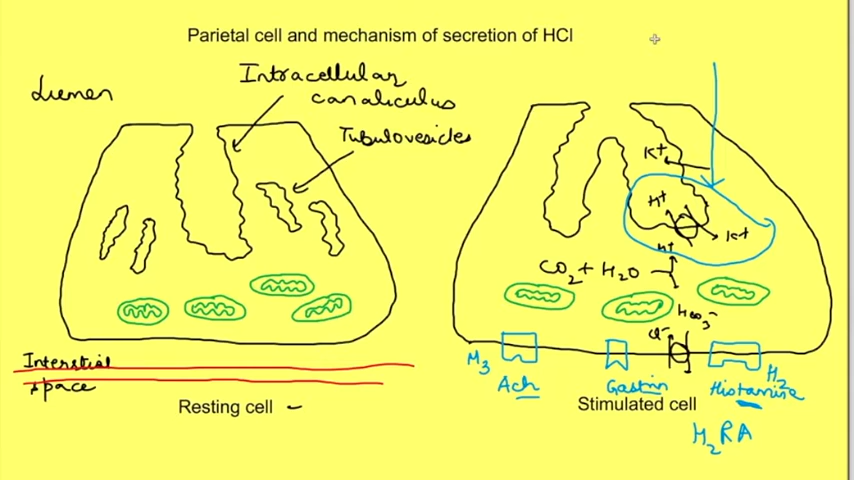 Parietal cell and mechanism of secretion of HCl
Lumen
Intracellular
canaliculus
Tubulovesicles
K+
H+
K+
H+
CO2 + H2O
HCO3-
Cl-
Interstial
space
M3
Ach
Gastrin
Histamine
H2
Resting cell
Stimulated cell
H2RA